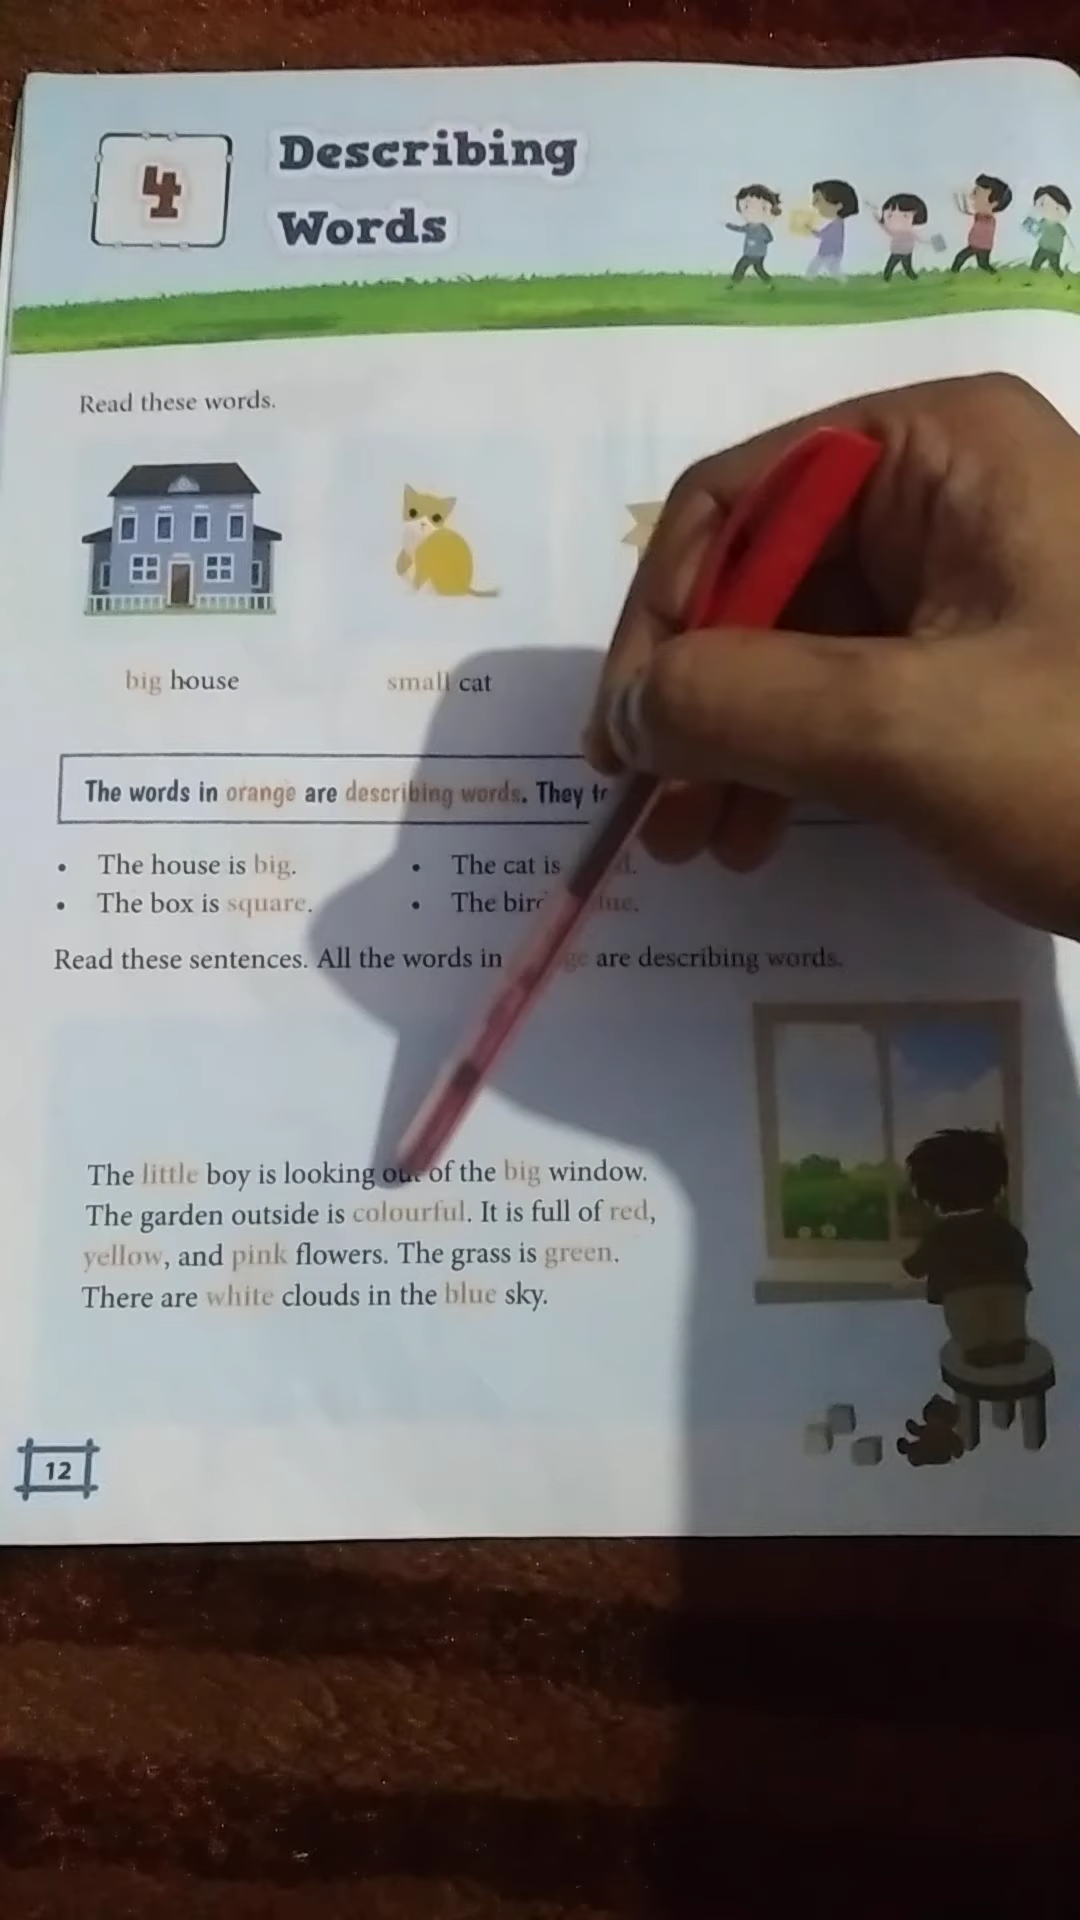 4
Describing
Words
Read these words.
big house
small cat
The words in orange are describing words. They
The house is big.
The cat is
The box is square.
The
Read these sentences. All the words in are describing words.
The little boy is looking out of the big window.
The garden outside is colourful. It is full of red,
yellow, and pink flowers. The grass is green.
There are white clouds in the blue sky.
12